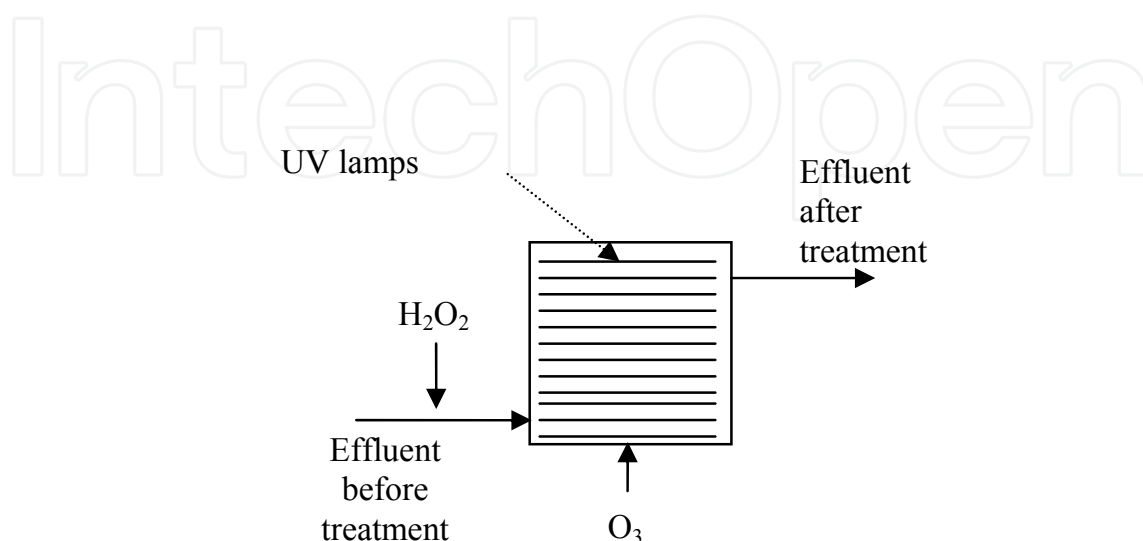 IntechOpen
UV lamps
Effluent
after
treatment
H₂O₂
Effluent
before
treatment
O₃